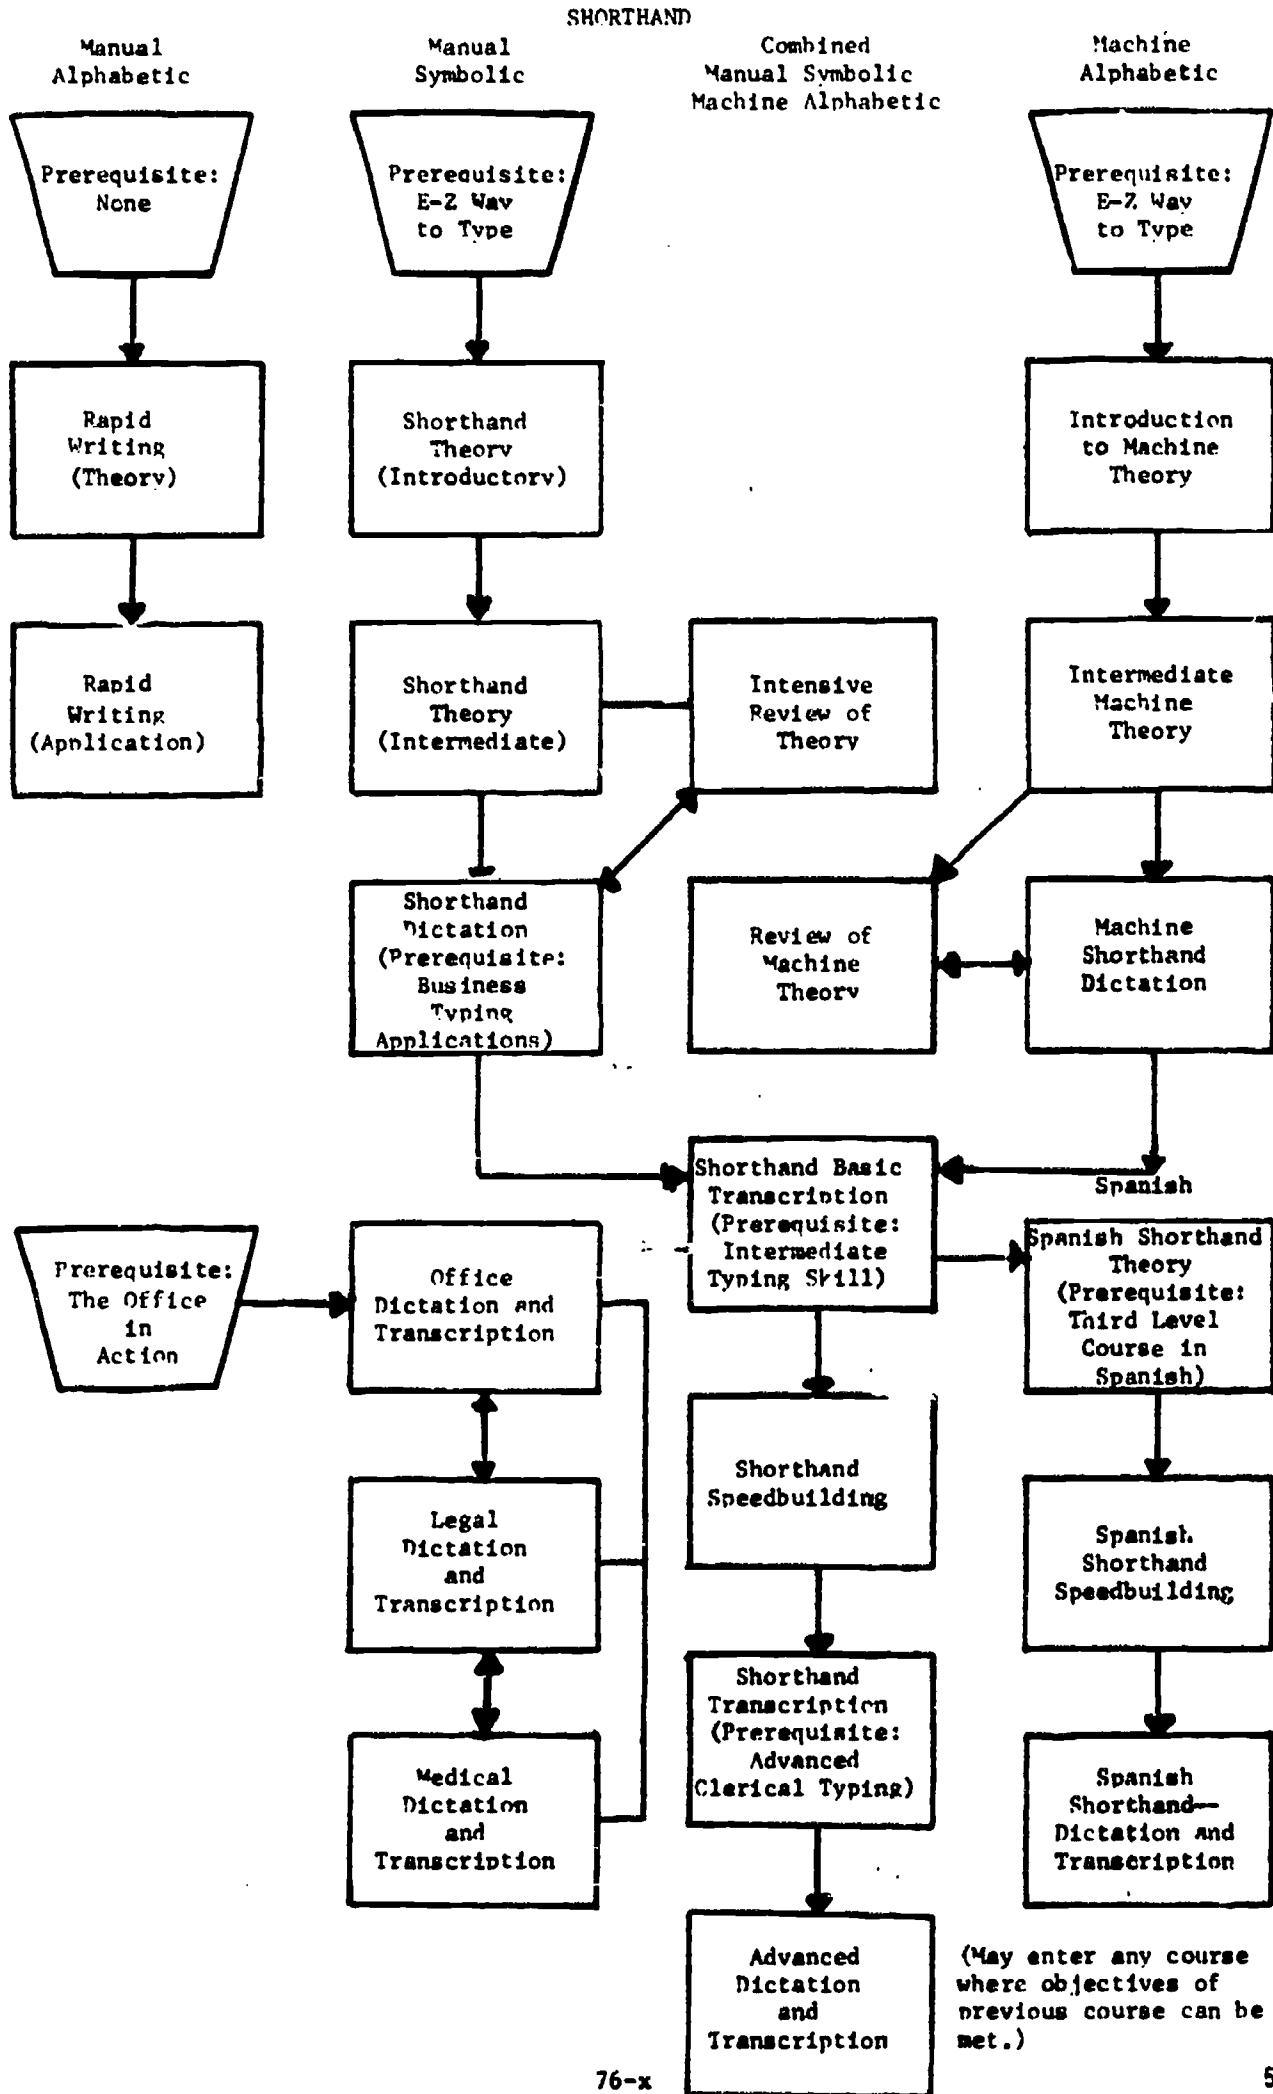 SHORTHAND
Manual
Alphabetic
Manual
Symbolic
Combined
Manual Symbolic
Machine Alphabetic
Machine
Alphabetic
Prerequisite:
None
Prerequisite:
E-Z Way
to Type
Prerequisite:
E-Z Way
to Type
Rapid
Writing
(Theory)
Shorthand
Theory
(Introductory)
Introduction
to Machine
Theory
Rapid
Writing
(Application)
Shorthand
Theory
(Intermediate)
Intensive
Review of
Theory
Intermediate
Machine
Theory
Shorthand
Dictation
(Prerequisite:
Business
Typing
Applications)
Review of
Machine
Theory
Machine
Shorthand
Dictation
Shorthand Basic
Transcription
(Prerequisite:
Intermediate
Typing Skill)
Spanish
Spanish Shorthand
Theory
(Prerequisite:
Third Level
Course in
Spanish)
Prerequisite:
The Office
in
Action
Office
Dictation and
Transcription
Shorthand
Speedbuilding
Legal
Dictation
and
Transcription
Spanish
Shorthand
Speedbuilding
Shorthand
Transcription
(Prerequisite:
Advanced
Clerical Typing)
Medical
Dictation
and
Transcription
Spanish
Shorthand--
Dictation and
Transcription
Advanced
Dictation
and
Transcription
(May enter any course
where objectives of
previous course can be
met.)
76-x
5